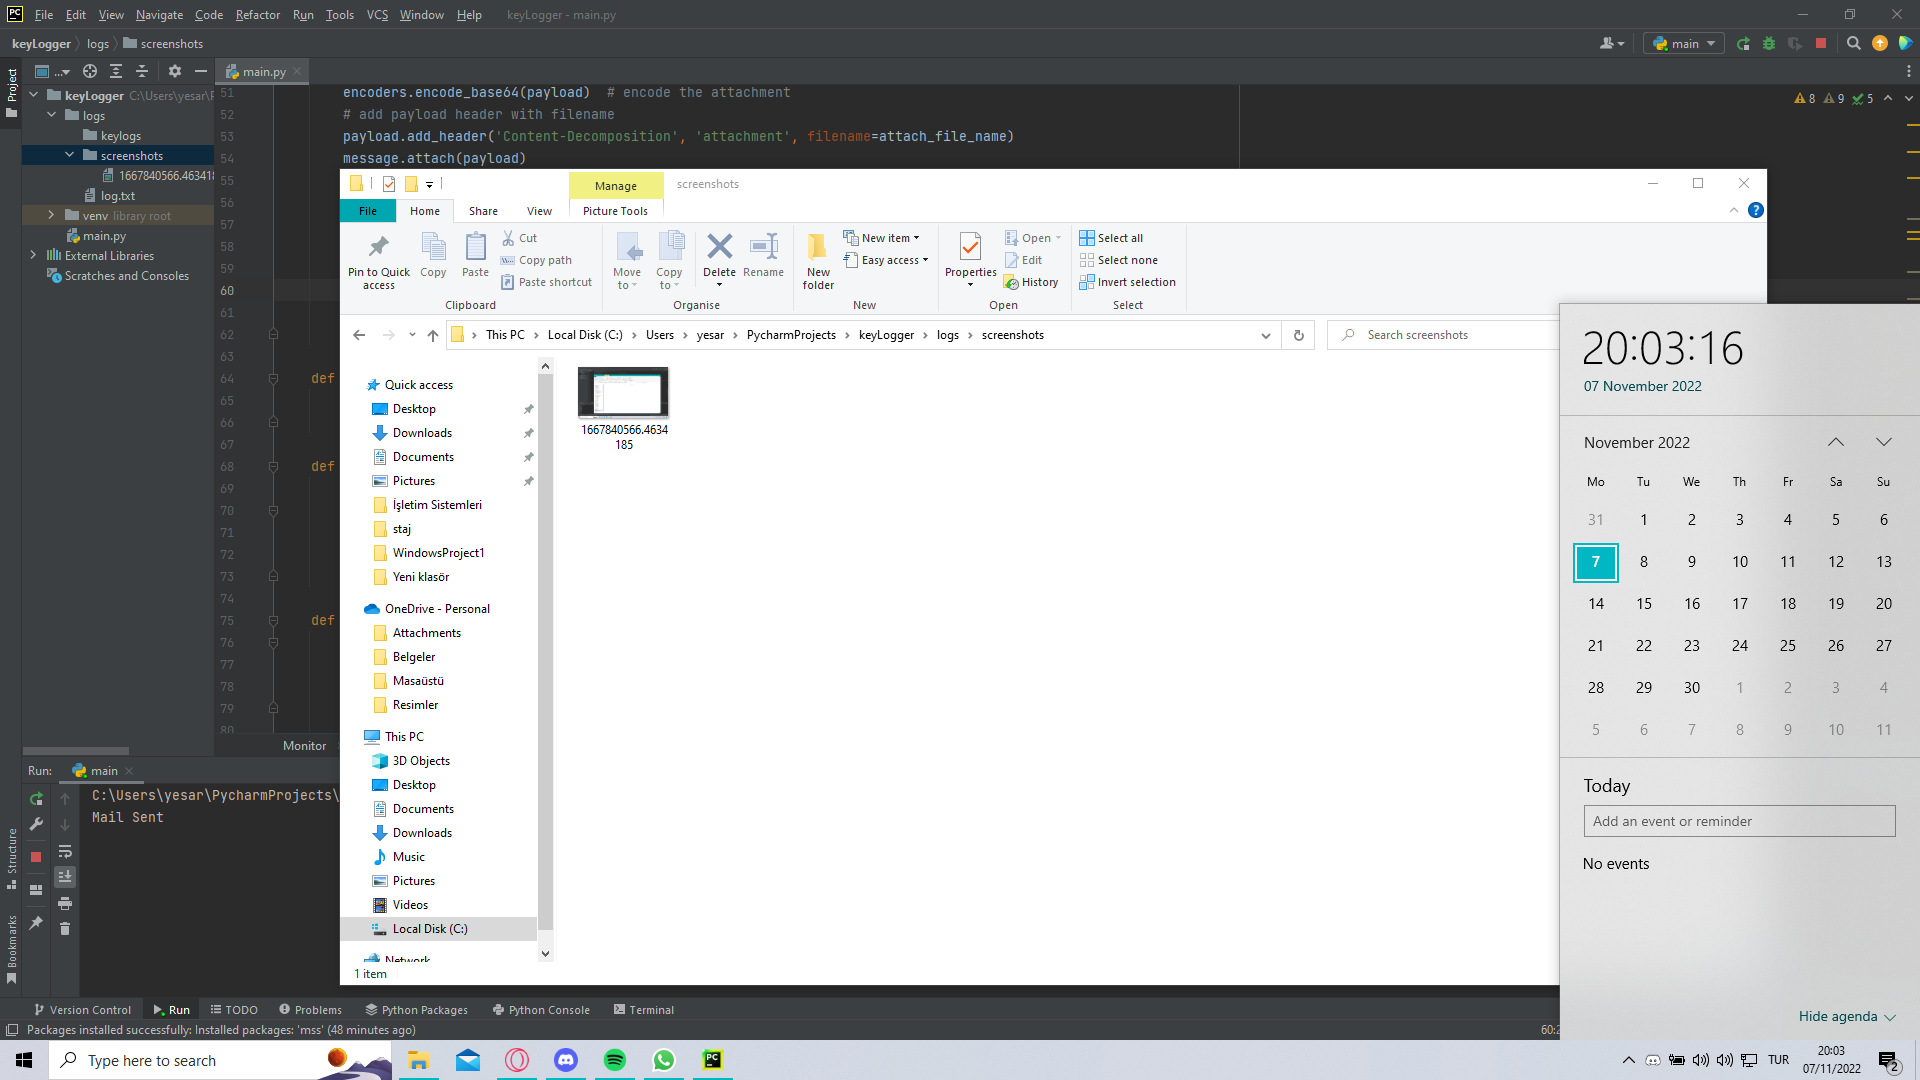 File Edit View Navigate Code Refactor Run Tools VCS Window Help keyLogger - main.py
keyLogger logs screenshots
main
... main.py
Project
keyLogger C:\Users\yesar\
logs
keylogs
screenshots
1667840566.463418
log.txt
venv library root
main.py
External Libraries
Scratches and Consoles
51 encoders.encode_base64(payload) # encode the attachment
52 # add payload header with filename
53 payload.add_header('Content-Decomposition', 'attachment', filename=attach_file_name)
54 message.attach(payload)
8 9 5
55
56
57
58
59
60
61
62
63
64 def
65
66
67
68 def
69
70
71
72
73
74
75 def
76
77
78
79
80
Monitor
Manage screenshots
File Home Share View Picture Tools
Pin to Quick access
Copy
Paste
Cut
Copy path
Paste shortcut
Clipboard
Move to
Copy to
Delete
Rename
Organise
New folder
New item
Easy access
New
Properties
Open
Edit
History
Open
Select all
Select none
Invert selection
Select
This PC Local Disk (C:) Users yesar PycharmProjects keyLogger logs screenshots
Search screenshots
Quick access
Desktop
Downloads
Documents
Pictures
İşletim Sistemleri
staj
WindowsProject1
Yeni klasör
OneDrive - Personal
Attachments
Belgeler
Masaüstü
Resimler
This PC
3D Objects
Desktop
Documents
Downloads
Music
Pictures
Videos
Local Disk (C:)
Network
1 item
1667840566.4634
185
20:03:16
07 November 2022
November 2022
Mo Tu We Th Fr Sa Su
31 1 2 3 4 5 6
7 8 9 10 11 12 13
14 15 16 17 18 19 20
21 22 23 24 25 26 27
28 29 30 1 2 3 4
5 6 7 8 9 10 11
Today
Add an event or reminder
No events
Hide agenda
Run: main
C:\Users\yesar\PycharmProjects\
Mail Sent
Structure
Bookmarks
Version Control Run TODO Problems Python Packages Python Console Terminal
Packages installed successfully: Installed packages: 'mss' (48 minutes ago)
60:2
Type here to search
TUR
20:03
07/11/2022
2